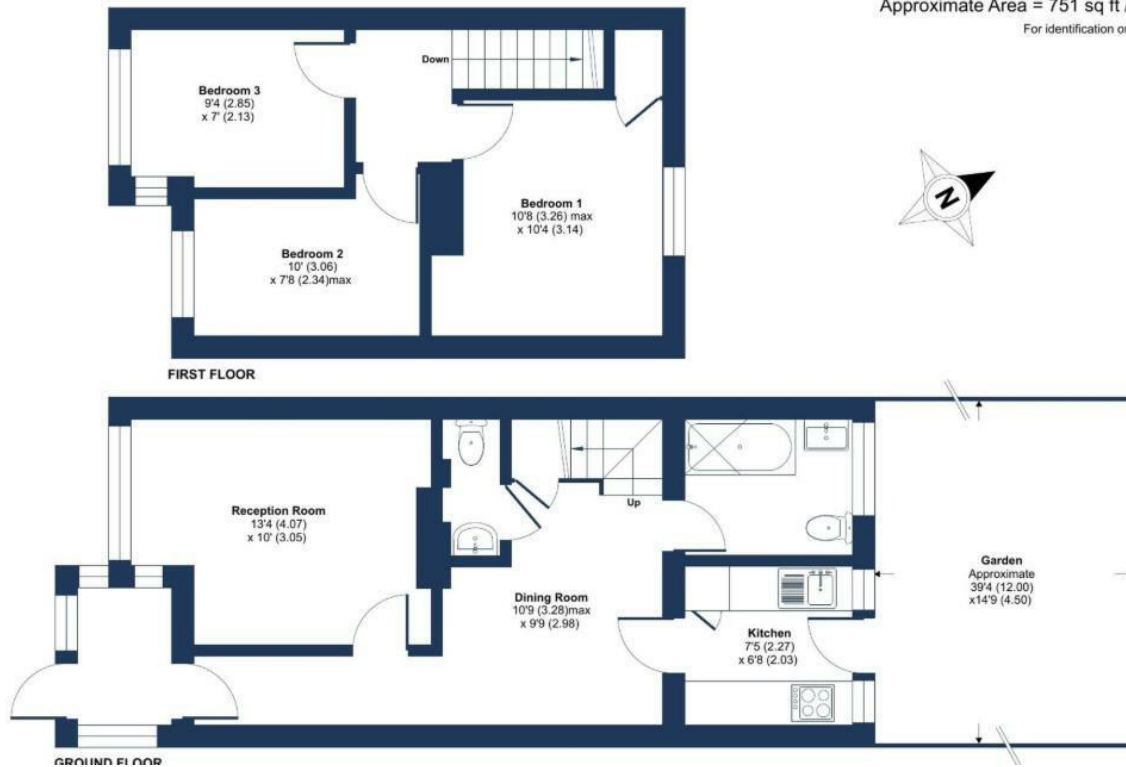 Approximate Area = 751 sq ft
For identification
Down
Bedroom 3
9'4 (2.85)
x 7' (2.13)
Bedroom 1
10'8 (3.26) max
x 10'4 (3.14)
Bedroom 2
10' (3.06)
x 7'8 (2.34)max
N
FIRST FLOOR
Up
Reception Room
13'4 (4.07)
x 10' (3.05)
Dining Room
10'9 (3.28)max
x 9'9 (2.98)
Kitchen
7'5 (2.27)
x 6'8 (2.03)
Garden
Approximate
39'4 (12.00)
x14'9 (4.50)
GROUND FLOOR